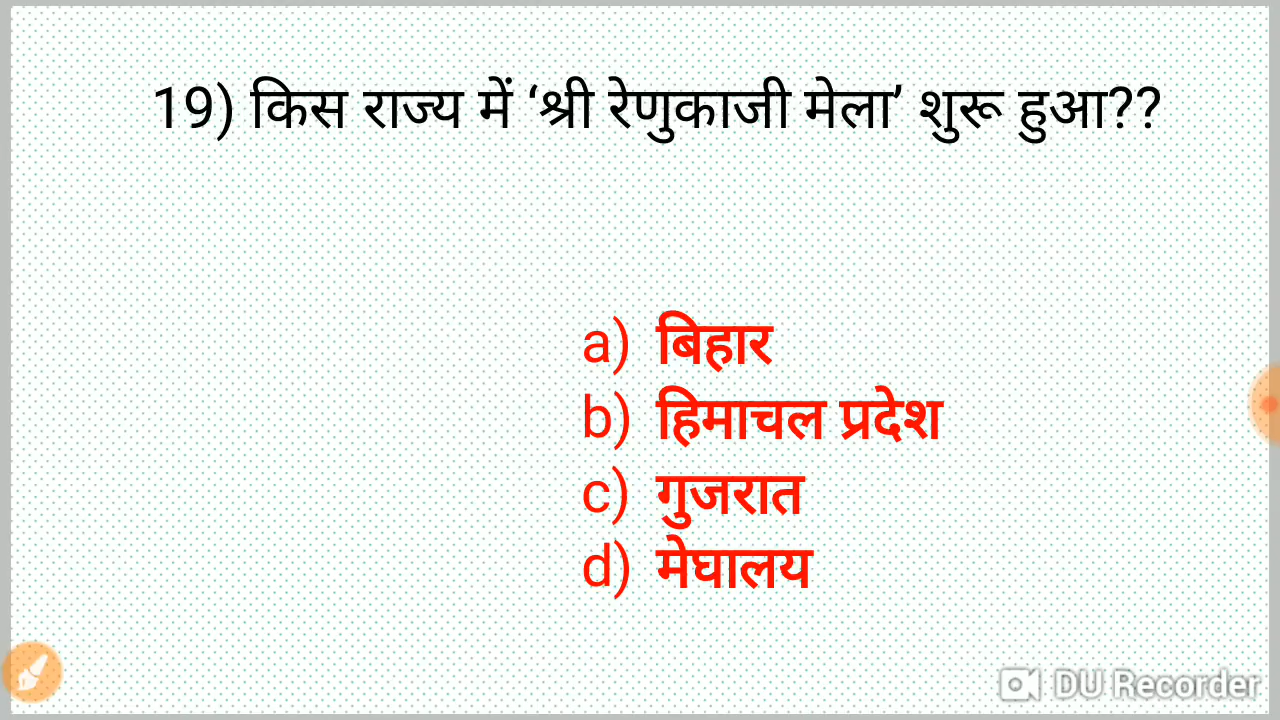 19) किस राज्य में ‘श्री रेणुकाजी मेला’ शुरू हुआ??
a) बिहार
b) हिमाचल प्रदेश
c) गुजरात
d) मेघालय
DU Recorder